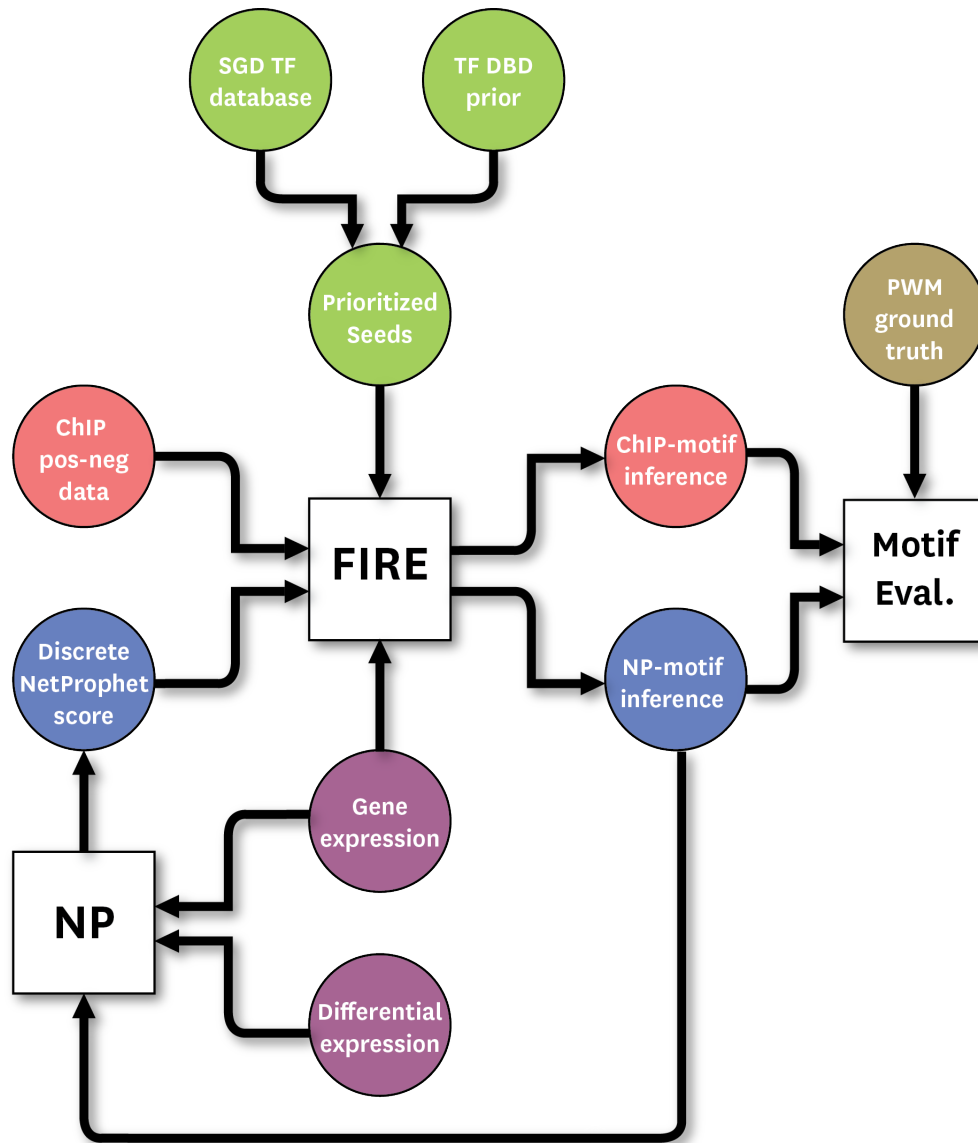 SGD TF
database
TF DBD
prior
Prioritized
Seeds
PWM
ground
truth
ChIP
pos-neg
data
ChIP-motif
inference
FIRE
Motif
Eval.
Discrete
NetProphet
score
NP-motif
inference
Gene
expression
NP
Differential
expression